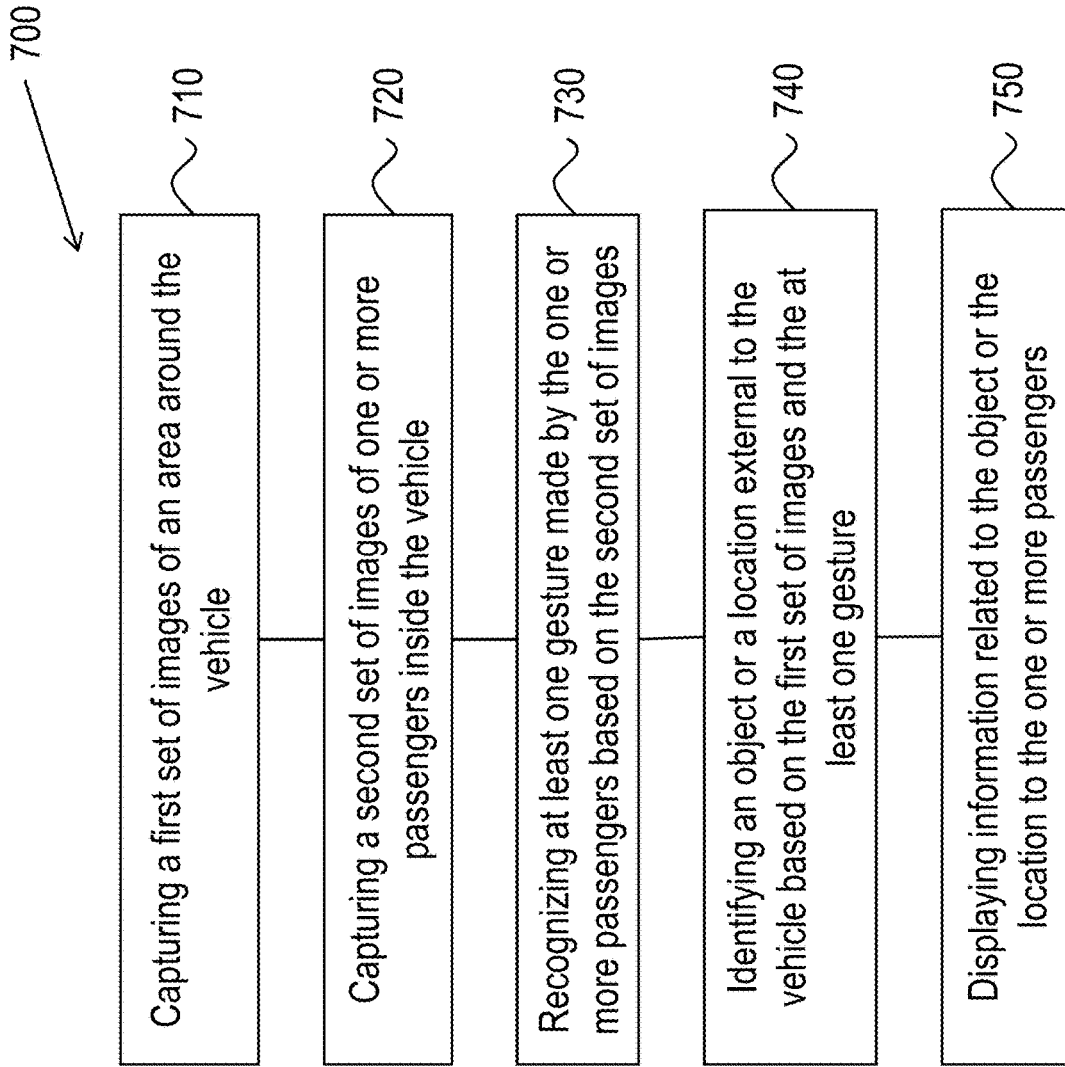 700
Capturing a first set of images of an area around the
vehicle
710
Capturing a second set of images of one or more
passengers inside the vehicle
720
Recognizing at least one gesture made by the one or
more passengers based on the second set of images
730
Identifying an object or a location external to the
vehicle based on the first set of images and the at
least one gesture
740
Displaying information related to the object or the
location to the one or more passengers
750